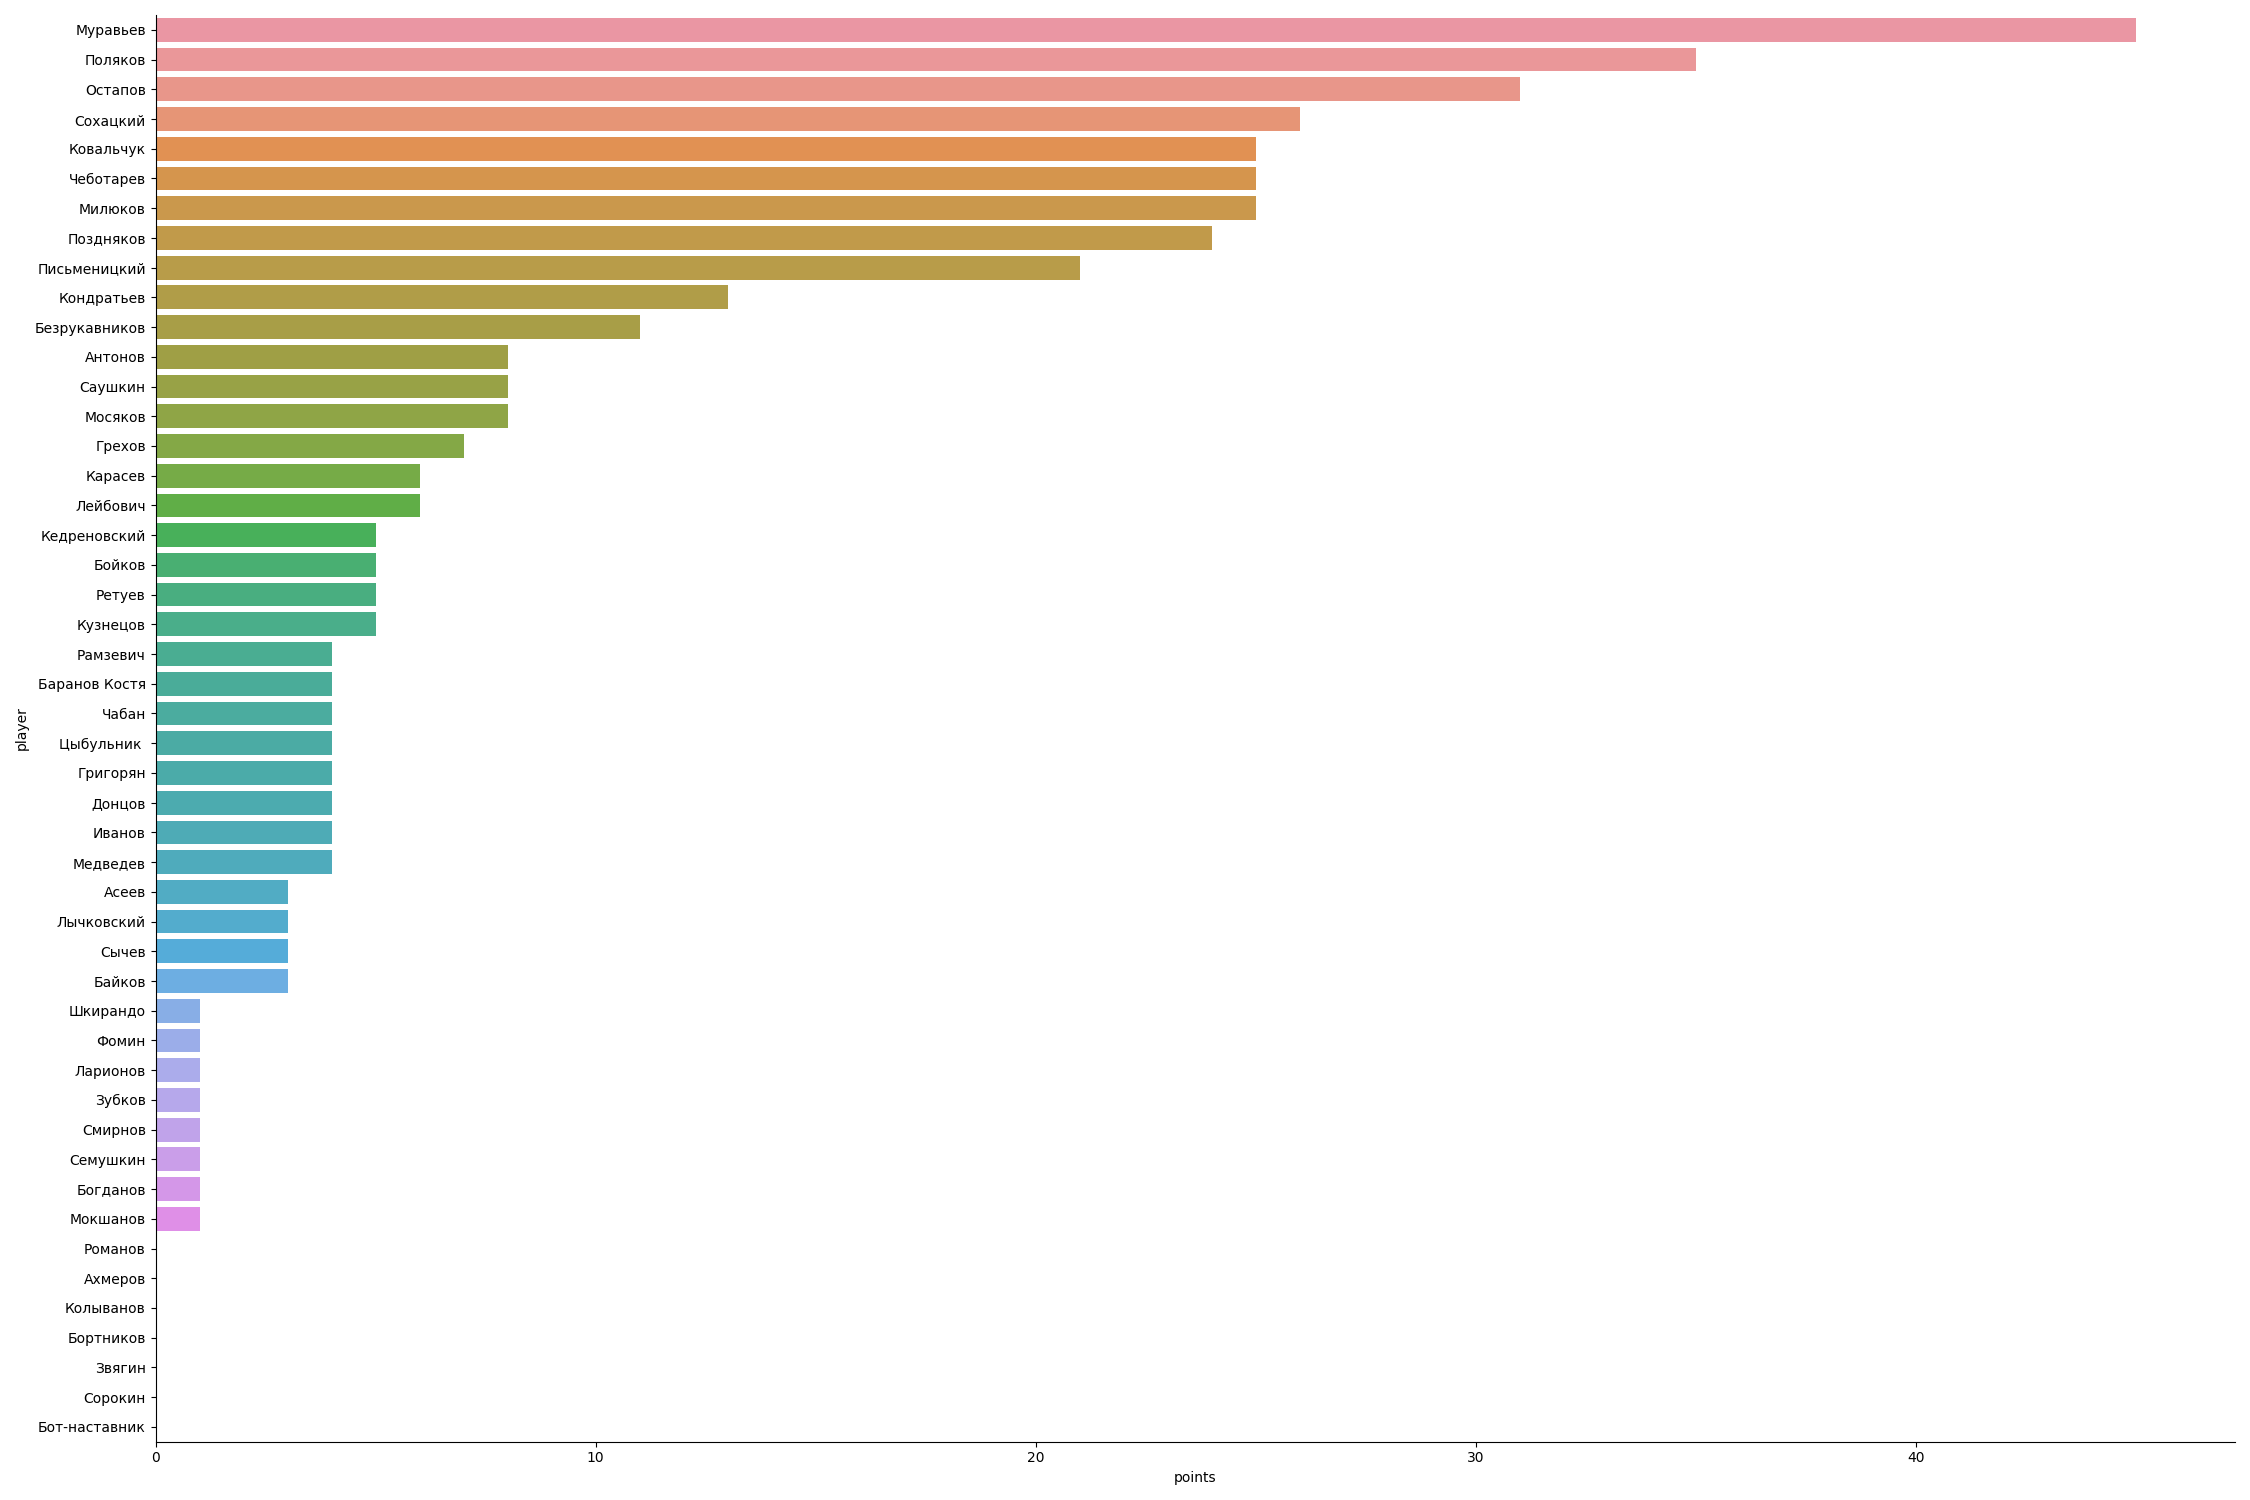 Муравьев
Поляков
Остапов
Сохацкий
Ковальчук
Чеботарев
Милюков
Поздняков
Письменицкий
Кондратьев
Безрукавников
Антонов
Саушкин
Мосяков
Грехов
Карасев
Лейбович
Кедреновский
Бойков
Ретуев
Кузнецов
Рамзевич
Баранов Костя
Чабан
Цыбульник
Григорян
Донцов
Иванов
Медведев
Асеев
Лычковский
Сычев
Байков
Шкирандо
Фомин
Ларионов
Зубков
Смирнов
Семушкин
Богданов
Мокшанов
Романов
Ахмеров
Колыванов
Бортников
Звягин
Сорокин
Бот-наставник
player
0 10 20 30 40
points